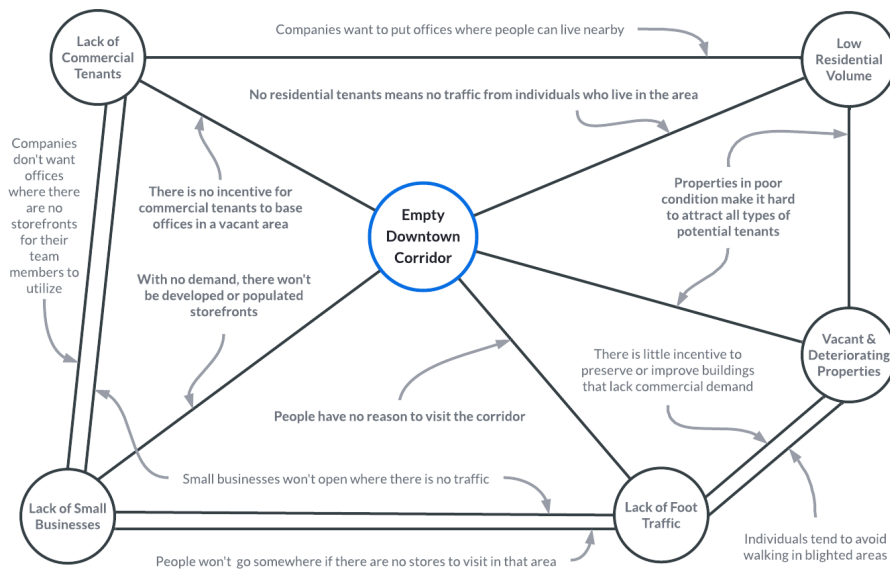 Lack of
Commercial
Tenants
Companies want to put offices where people can live nearby
Low
Residential
Volume
No residential tenants means no traffic from individuals who live in the area
Companies
don't want
offices
where there
are no
storefronts
for their
team
members to
utilize
There is no incentive for
commercial tenants to base
offices in a vacant area
Properties in poor
condition make it hard
to attract all types of
potential tenants
Empty
Downtown
Corridor
With no demand, there won't
be developed or populated
storefronts
Vacant &
Deteriorating
Properties
There is little incentive to
preserve or improve buildings
that lack commercial demand
People have no reason to visit the corridor
Small businesses won't open where there is no traffic
Lack of Small
Businesses
Lack of Foot
Traffic
Individuals tend to avoid
walking in blighted areas
People won't go somewhere if there are no stores to visit in that area